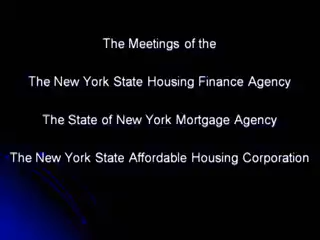 The Meetings of the
The New York State Housing Finance Agency
The State of New York Mortgage Agency
The New York State Affordable Housing Corporation